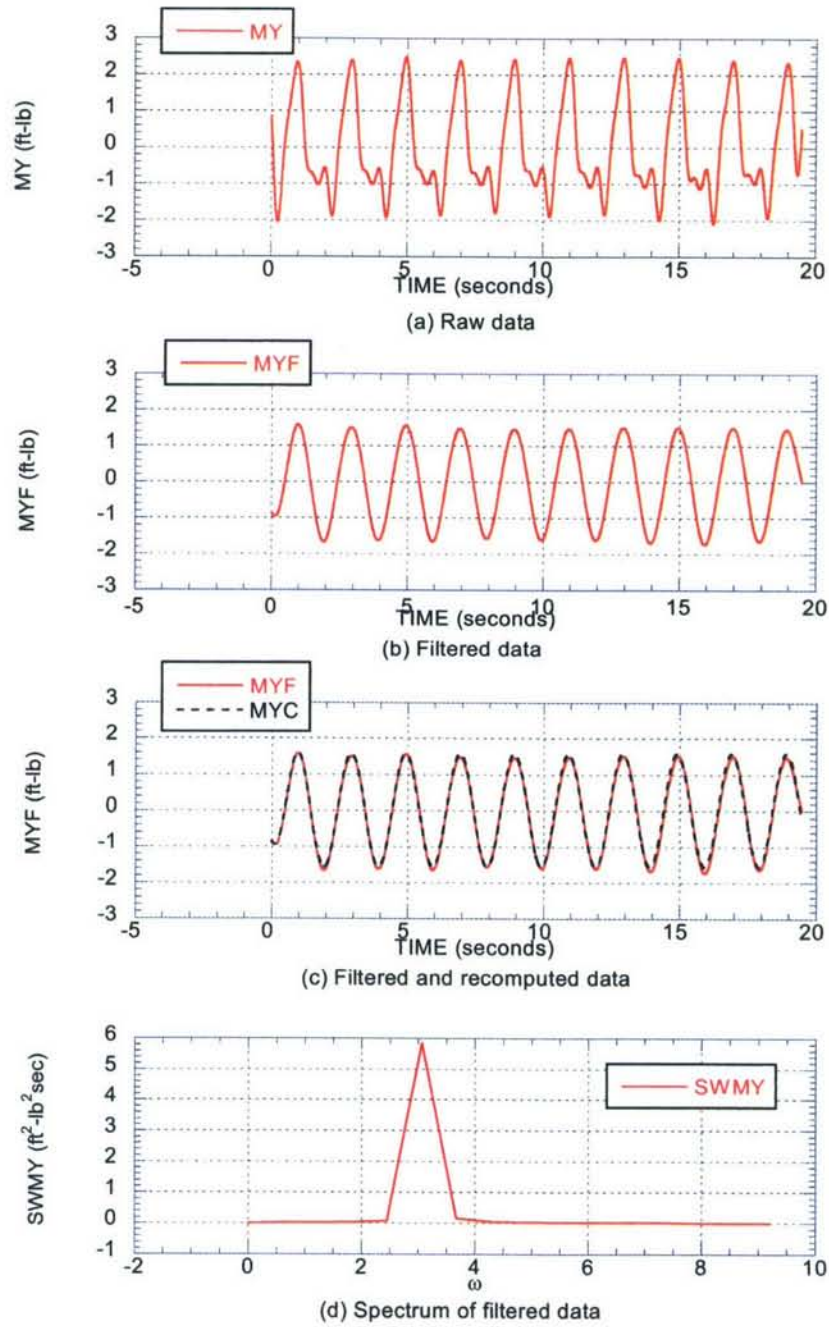 MY
3
2
1
0
-1
-2
-3
MY (ft-lb)
-5 0 5 10 15 20
TIME (seconds)
(a) Raw data
MYF
3
2
1
0
-1
-2
-3
MYF (ft-lb)
-5 0 5 10 15 20
TIME (seconds)
(b) Filtered data
MYF
MYC
3
2
1
0
-1
-2
-3
MYF (ft-lb)
-5 0 5 10 15 20
TIME (seconds)
(c) Filtered and recomputed data
SWMY
6
5
4
3
2
1
0
-1
SWMY (ft²-lb²sec)
-2 0 2 4 6 8 10
ω
(d) Spectrum of filtered data